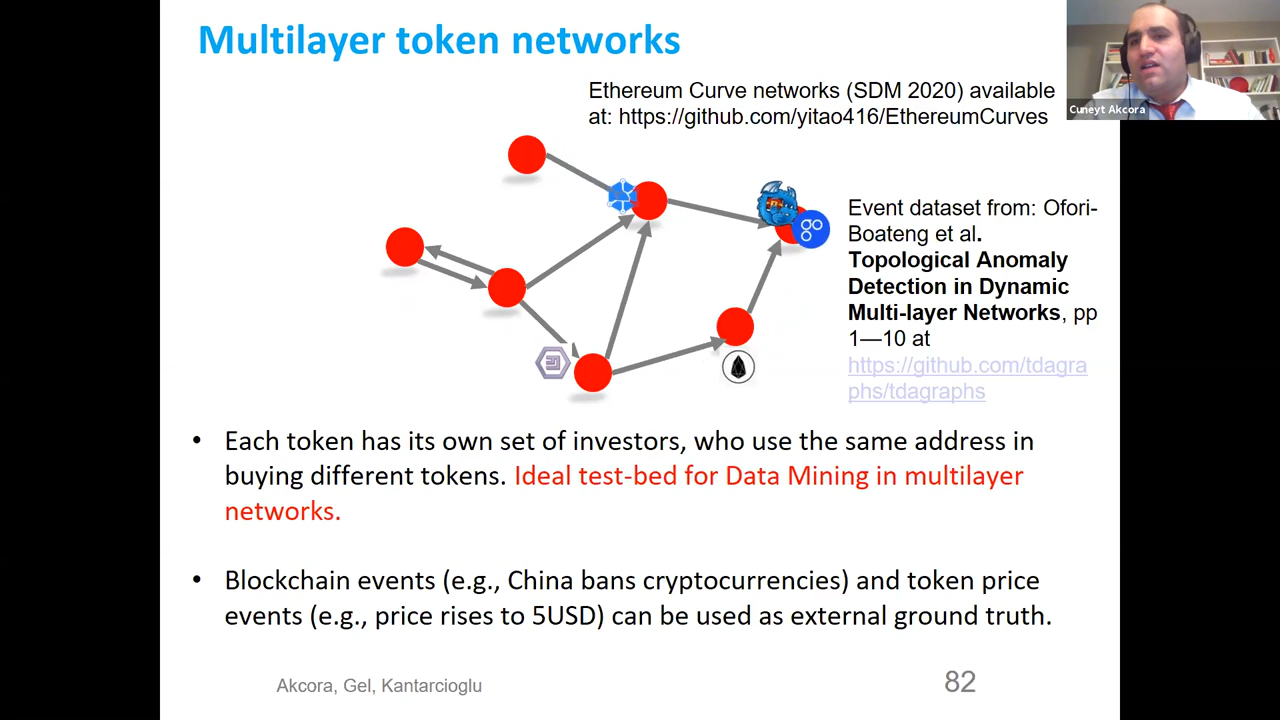 Multilayer token networks
Ethereum Curve networks (SDM 2020) available
at: https://github.com/yitao416/EthereumCurves
Cuneyt Akcora
Event dataset from: Ofori-
Boateng et al.
Topological Anomaly
Detection in Dynamic
Multi-layer Networks, pp
1—10 at
https://github.com/tdagra
phs/tdagraphs
• Each token has its own set of investors, who use the same address in
buying different tokens. Ideal test-bed for Data Mining in multilayer
networks.
• Blockchain events (e.g., China bans cryptocurrencies) and token price
events (e.g., price rises to 5USD) can be used as external ground truth.
Akcora, Gel, Kantarcioglu
82